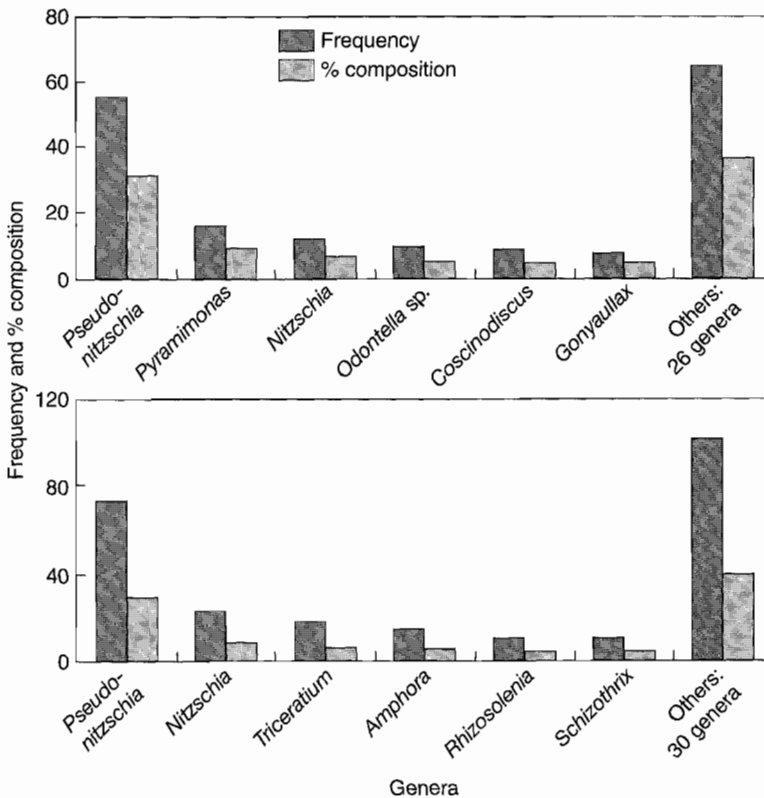 Frequency and % composition
80
60
40
20
0
Frequency
% composition
Pseudo-
nitzschia
Pyramimonas
Nitzschia
Odontella sp.
Coscinodiscus
Gonyaullax
Others:
26 genera
120
80
40
0
Pseudo-
nitzschia
Nitzschia
Triceratium
Amphora
Rhizosolenia
Schizothrix
Others:
30 genera
Genera